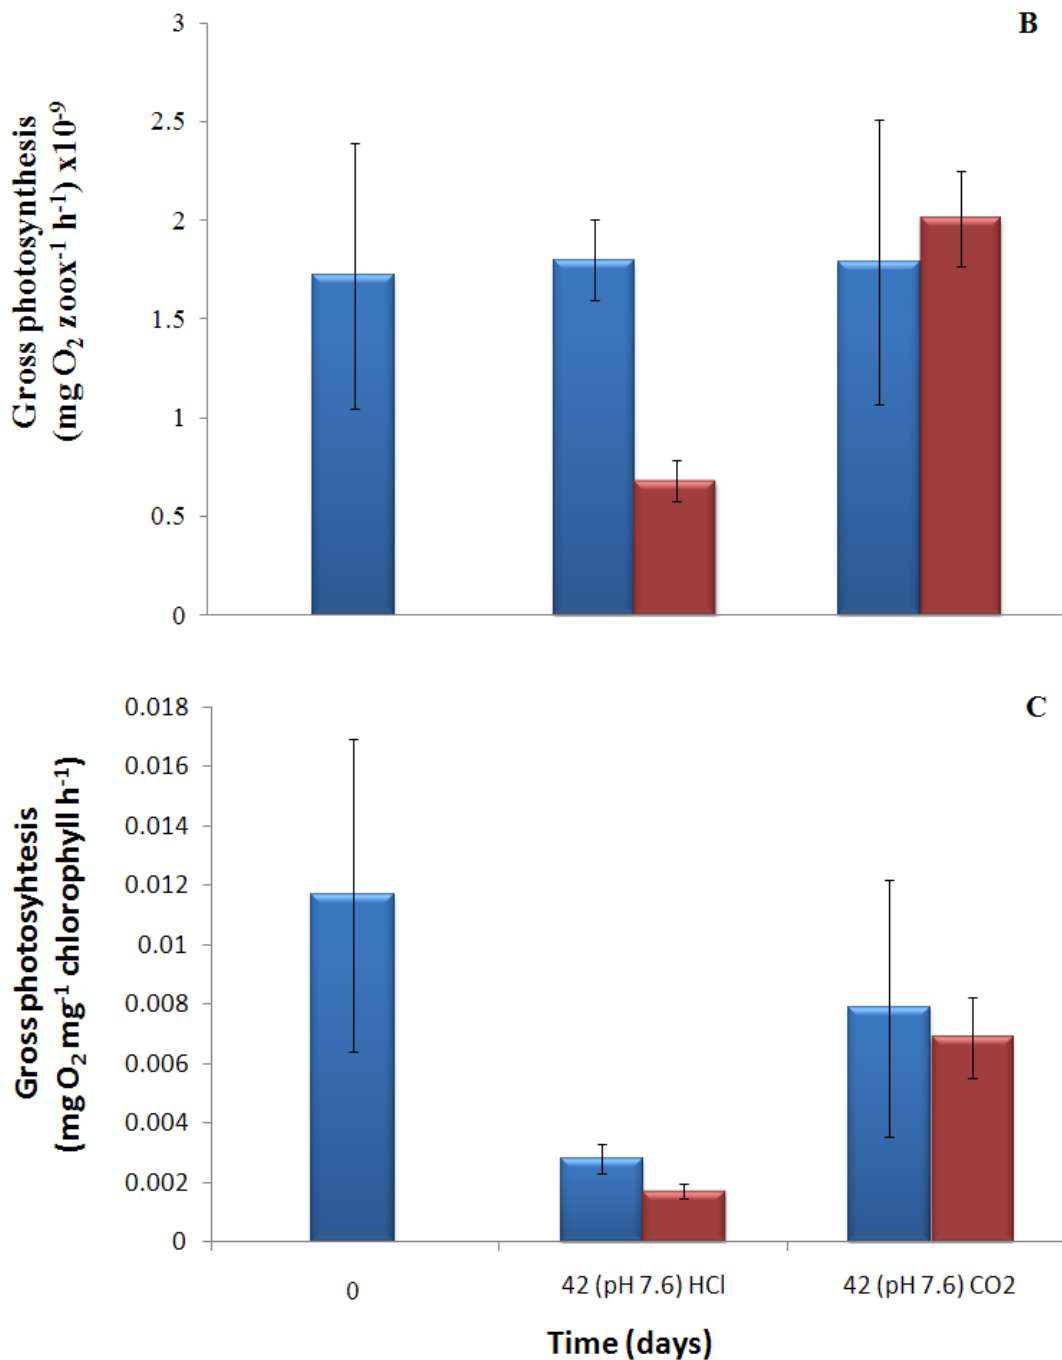 B
Gross photosynthesis
(mg O₂ zoox⁻¹ h⁻¹) x10⁻⁹
3
2.5
2
1.5
1
0.5
0
C
Gross photosyhtesis
(mg O₂ mg⁻¹ chlorophyll h⁻¹)
0.018
0.016
0.014
0.012
0.01
0.008
0.006
0.004
0.002
0
0
42 (pH 7.6) HCl
42 (pH 7.6) CO2
Time (days)